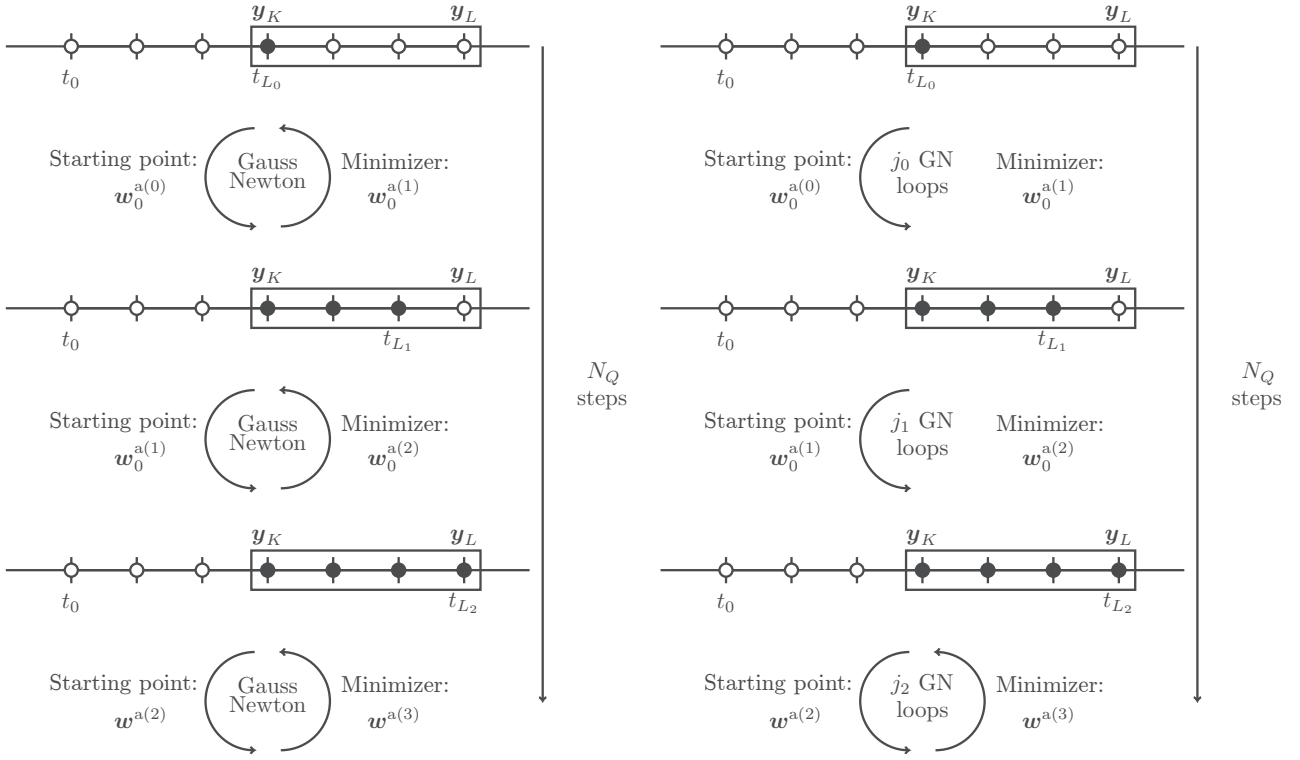 y_K y_L
t_0 t_{L_0}
Starting point: Gauss Minimizer:
w_0^{a(0)} Newton w_0^{a(1)}
y_K y_L
t_0 t_{L_1}
Starting point: Gauss Minimizer:
w_0^{a(1)} Newton w_0^{a(2)}
y_K y_L
t_0 t_{L_2}
Starting point: Gauss Minimizer:
w^{a(2)} Newton w^{a(3)}
N_Q
steps
y_K y_L
t_0 t_{L_0}
Starting point: j_0 GN Minimizer:
w_0^{a(0)} loops w_0^{a(1)}
y_K y_L
t_0 t_{L_1}
Starting point: j_1 GN Minimizer:
w_0^{a(1)} loops w_0^{a(2)}
y_K y_L
t_0 t_{L_2}
Starting point: j_2 GN Minimizer:
w^{a(2)} loops w^{a(3)}
N_Q
steps